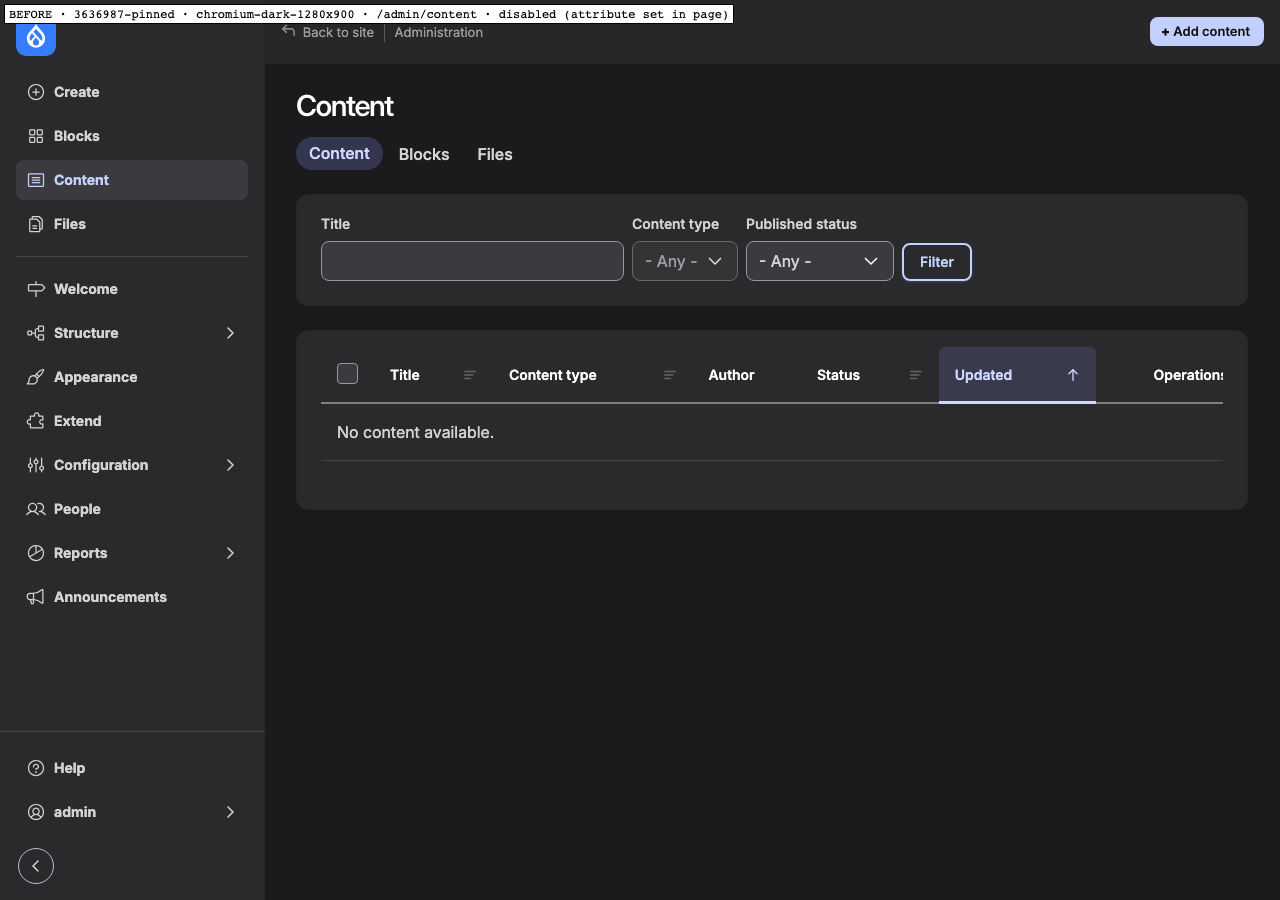 BEFORE • 3636987-pinned • chromium-dark-1280x900 • /admin/content • disabled (attribute set in page)
Back to site
Administration
+ Add content
Create
Blocks
Content
Files
Welcome
Structure
Appearance
Extend
Configuration
People
Reports
Announcements
Help
admin
Content
Content Blocks Files
Title Content type Published status
- Any - - Any - Filter
Title Content type Author Status Updated Operations
No content available.